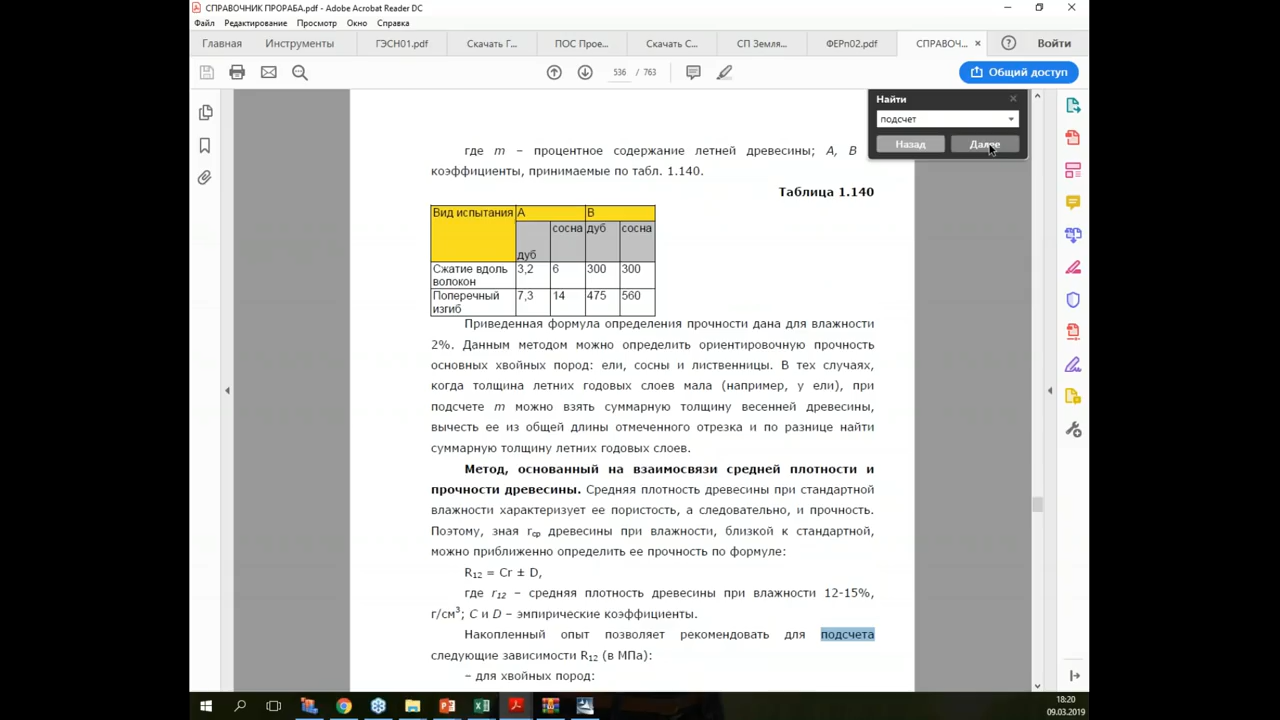 СПРАВОЧНИК ПРОРАБА.pdf - Adobe Acrobat Reader DC
Файл Редактирование Просмотр Окно Справка
Главная Инструменты ГЭСН01.pdf Скачать Г... ПОС Прое... Скачать С... СП Земля... ФЕРп02.pdf СПРАВОЧ... Войти
536 / 763 Общий доступ
Найти
подсчет
Назад Далее
где m – процентное содержание летней древесины; А, В
коэффициенты, принимаемые по табл. 1.140.
Таблица 1.140
Вид испытания А В
дуб сосна дуб сосна
Сжатие вдоль волокон 3,2 6 300 300
Поперечный изгиб 7,3 14 475 560
Приведенная формула определения прочности дана для влажности
2%. Данным методом можно определить ориентировочную прочность
основных хвойных пород: ели, сосны и лиственницы. В тех случаях,
когда толщина летних годовых слоев мала (например, у ели), при
подсчете m можно взять суммарную толщину весенней древесины,
вычесть ее из общей длины отмеченного отрезка и по разнице найти
суммарную толщину летних годовых слоев.
Метод, основанный на взаимосвязи средней плотности и
прочности древесины. Средняя плотность древесины при стандартной
влажности характеризует ее пористость, а следовательно, и прочность.
Поэтому, зная rср древесины при влажности, близкой к стандартной,
можно приближенно определить ее прочность по формуле:
R12 = Cr ± D,
где r12 – средняя плотность древесины при влажности 12-15%,
г/см3; С и D – эмпирические коэффициенты.
Накопленный опыт позволяет рекомендовать для подсчета
следующие зависимости R12 (в МПа):
– для хвойных пород:
18:20
09.03.2019